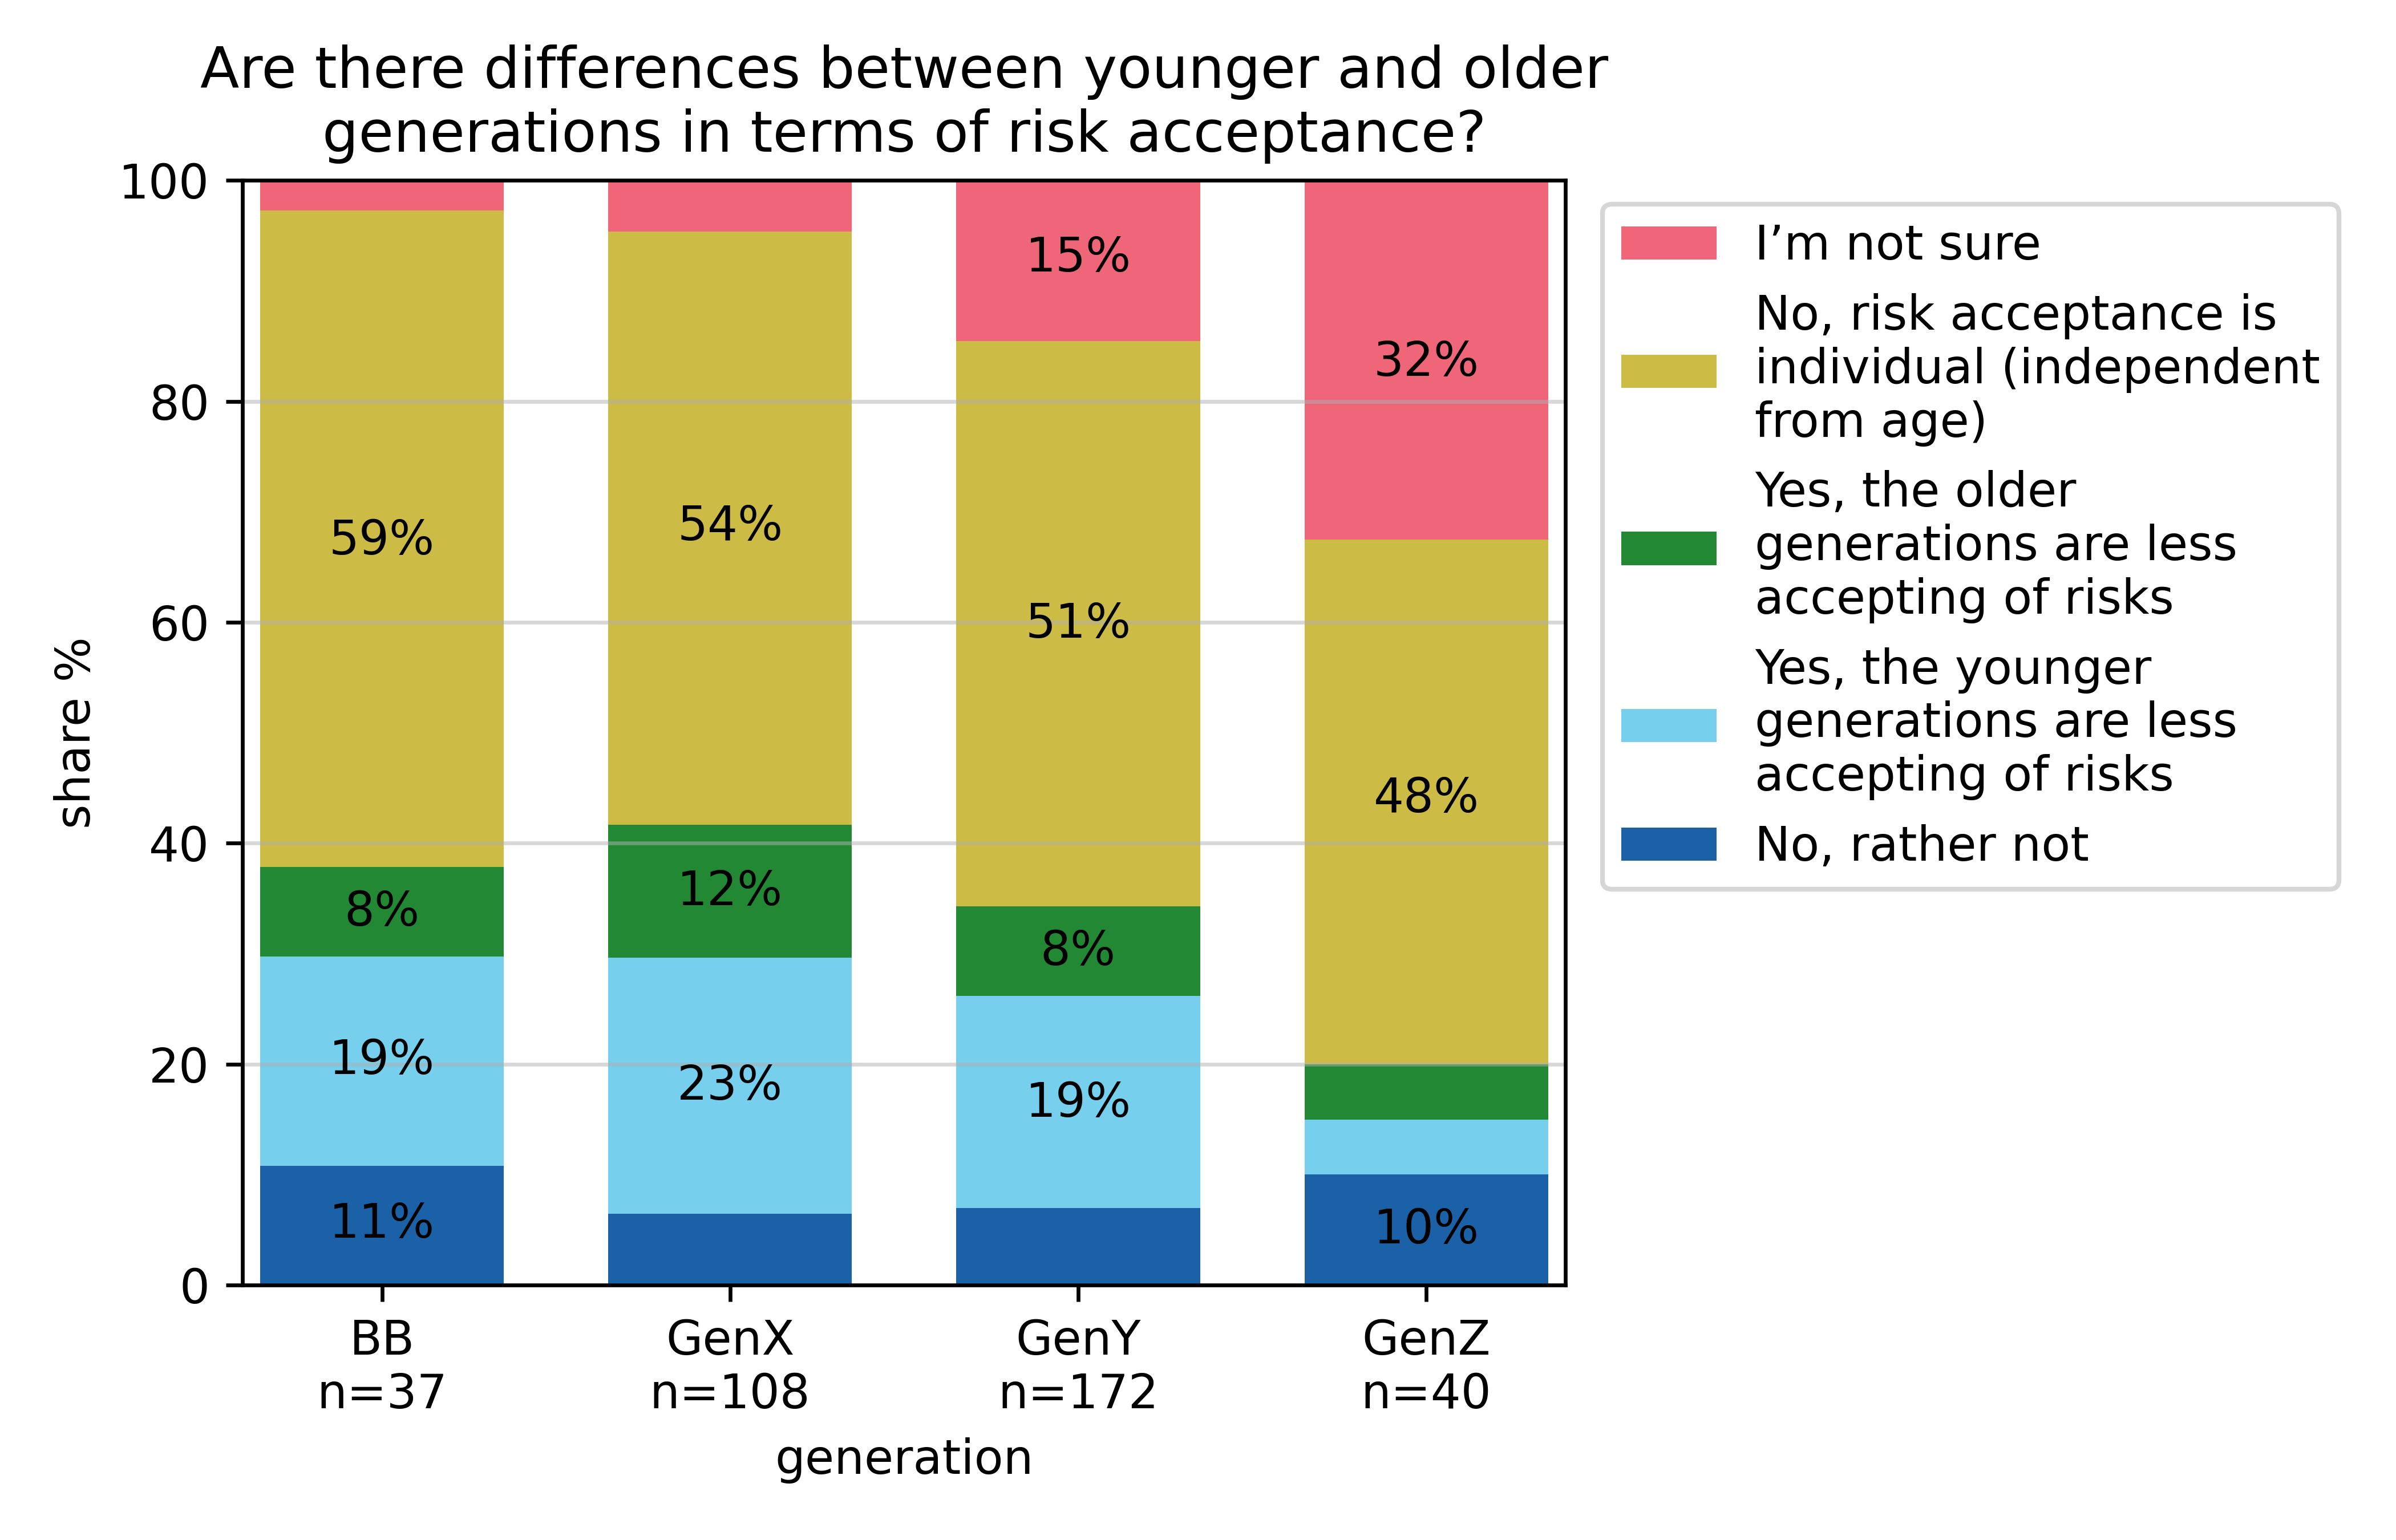 Are there differences between younger and older
generations in terms of risk acceptance?
share %
100
80
60
40
20
0
59%
8%
19%
11%
54%
12%
23%
15%
51%
8%
19%
32%
48%
10%
BB
n=37
GenX
n=108
GenY
n=172
GenZ
n=40
generation
I’m not sure
No, risk acceptance is
individual (independent
from age)
Yes, the older
generations are less
accepting of risks
Yes, the younger
generations are less
accepting of risks
No, rather not